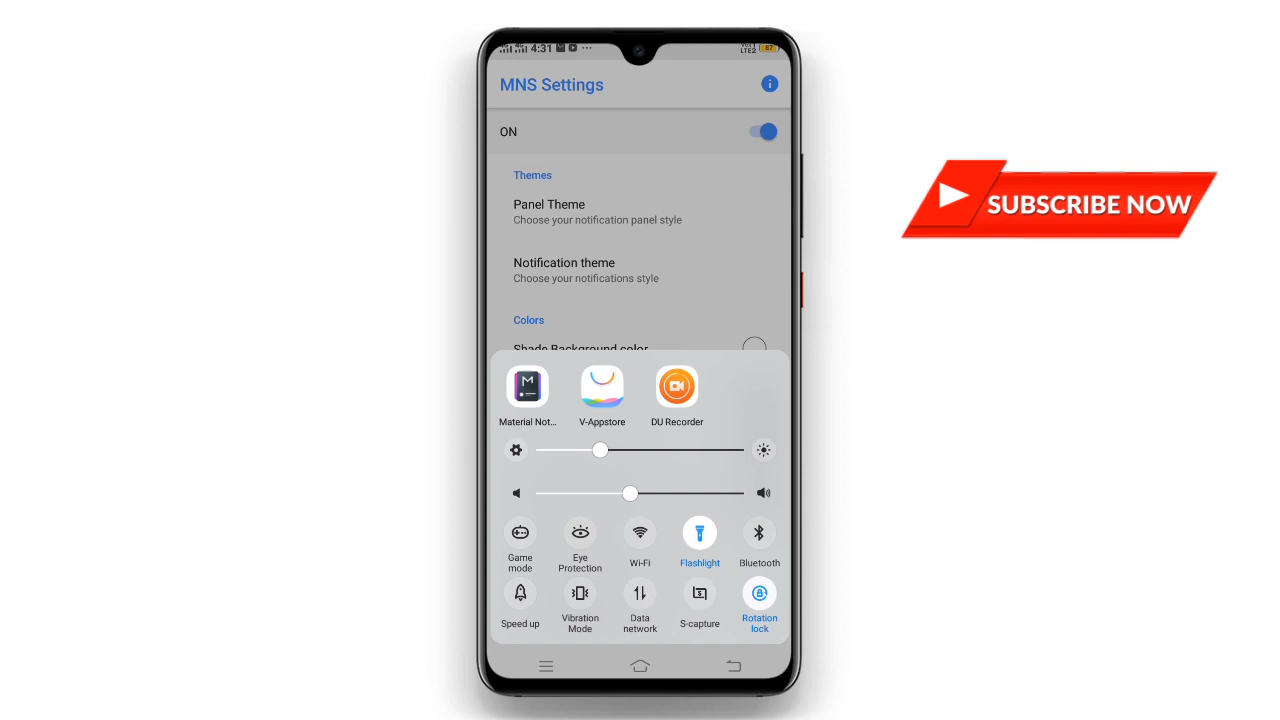 4:31
LTE2 87
MNS Settings
ON
Themes
Panel Theme
Choose your notification panel style
Notification theme
Choose your notifications style
Colors
Shade Background color
SUBSCRIBE NOW
Material Not... V-Appstore DU Recorder
Game mode
Eye Protection
Wi-Fi
Flashlight
Bluetooth
Speed up
Vibration Mode
Data network
S-capture
Rotation lock